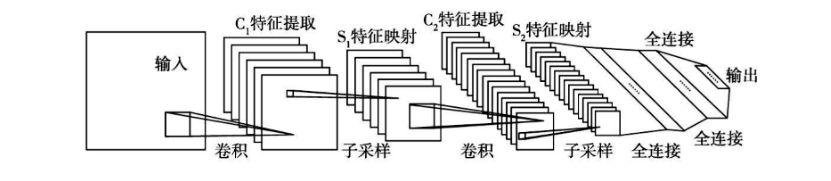 C1特征提取
S1特征映射
C2特征提取
S2特征映射
全连接
输入
输出
卷积
子采样
卷积
子采样
全连接
全连接